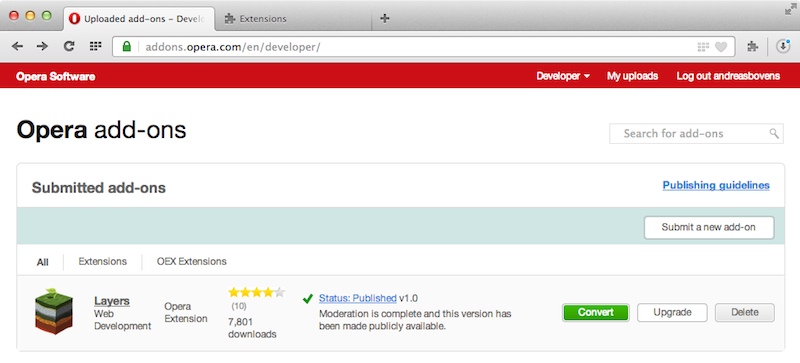 Uploaded add-ons – Develo
Extensions
addons.opera.com/en/developer/
Opera Software
Developer
My uploads
Log out andreasbovens
Opera add-ons
Search for add-ons
Submitted add-ons
Publishing guidelines
Submit a new add-on
All
Extensions
OEX Extensions
Layers
Web
Development
Opera
Extension
(10)
7,801
downloads
Status: Published v1.0
Moderation is complete and this version has
been made publicly available.
Convert
Upgrade
Delete